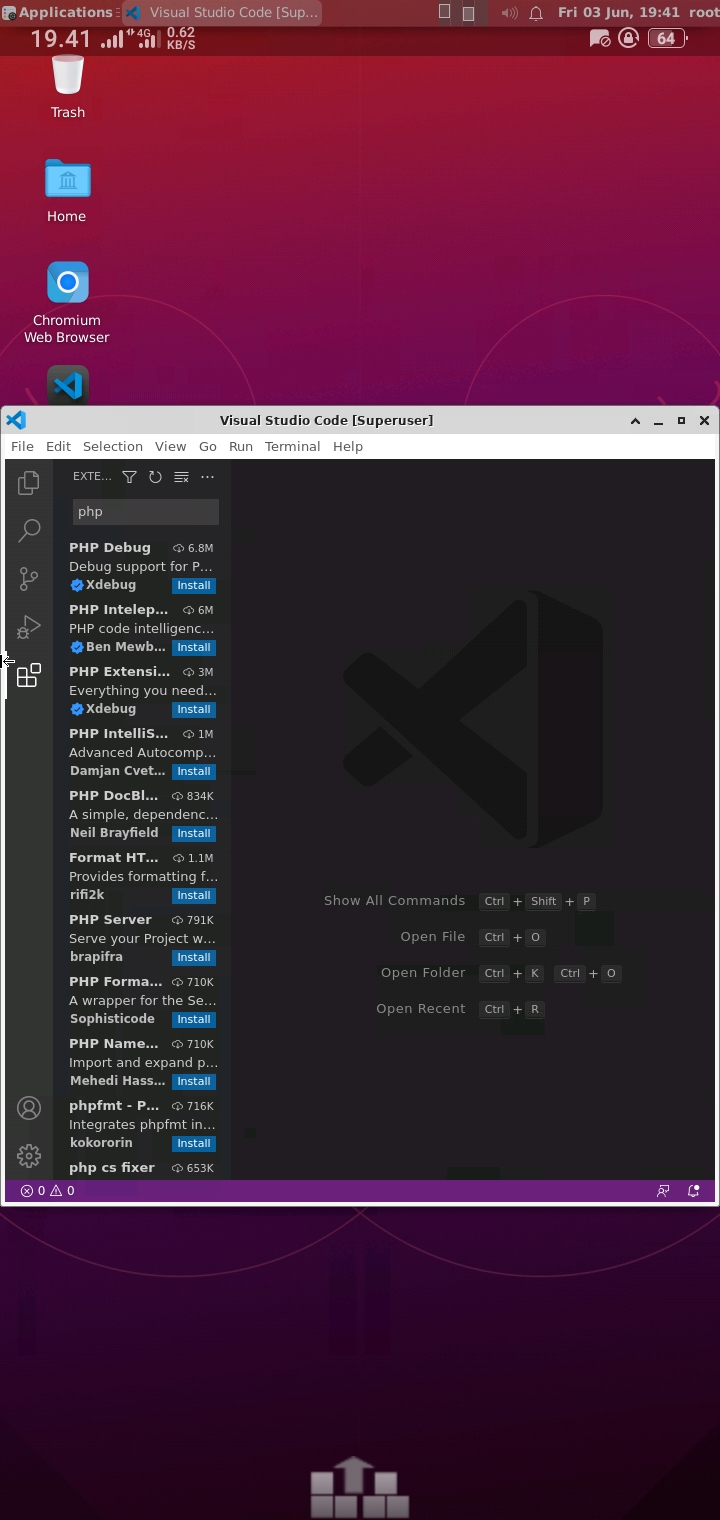 Applications
Visual Studio Code [Sup...
Fri 03 Jun, 19:41
root
19.41
4G
0.62
KB/S
64
Trash
Home
Chromium
Web Browser
Visual Studio Code [Superuser]
File Edit Selection View Go Run Terminal Help
EXTE...
php
PHP Debug 6.8M
Debug support for P...
Xdebug Install
PHP Intelep... 6M
PHP code intelligenc...
Ben Mewb... Install
PHP Extensi... 3M
Everything you need...
Xdebug Install
PHP IntelliS... 1M
Advanced Autocomp...
Damjan Cvet... Install
PHP DocBl... 834K
A simple, dependenc...
Neil Brayfield Install
Format HT... 1.1M
Provides formatting f...
rifi2k Install
PHP Server 791K
Serve your Project w...
brapifra Install
PHP Forma... 710K
A wrapper for the Se...
Sophisticode Install
PHP Name... 710K
Import and expand p...
Mehedi Hass... Install
phpfmt - P... 716K
Integrates phpfmt in...
kokororin Install
php cs fixer 653K
Show All Commands Ctrl + Shift + P
Open File Ctrl + O
Open Folder Ctrl + K Ctrl + O
Open Recent Ctrl + R
0 0